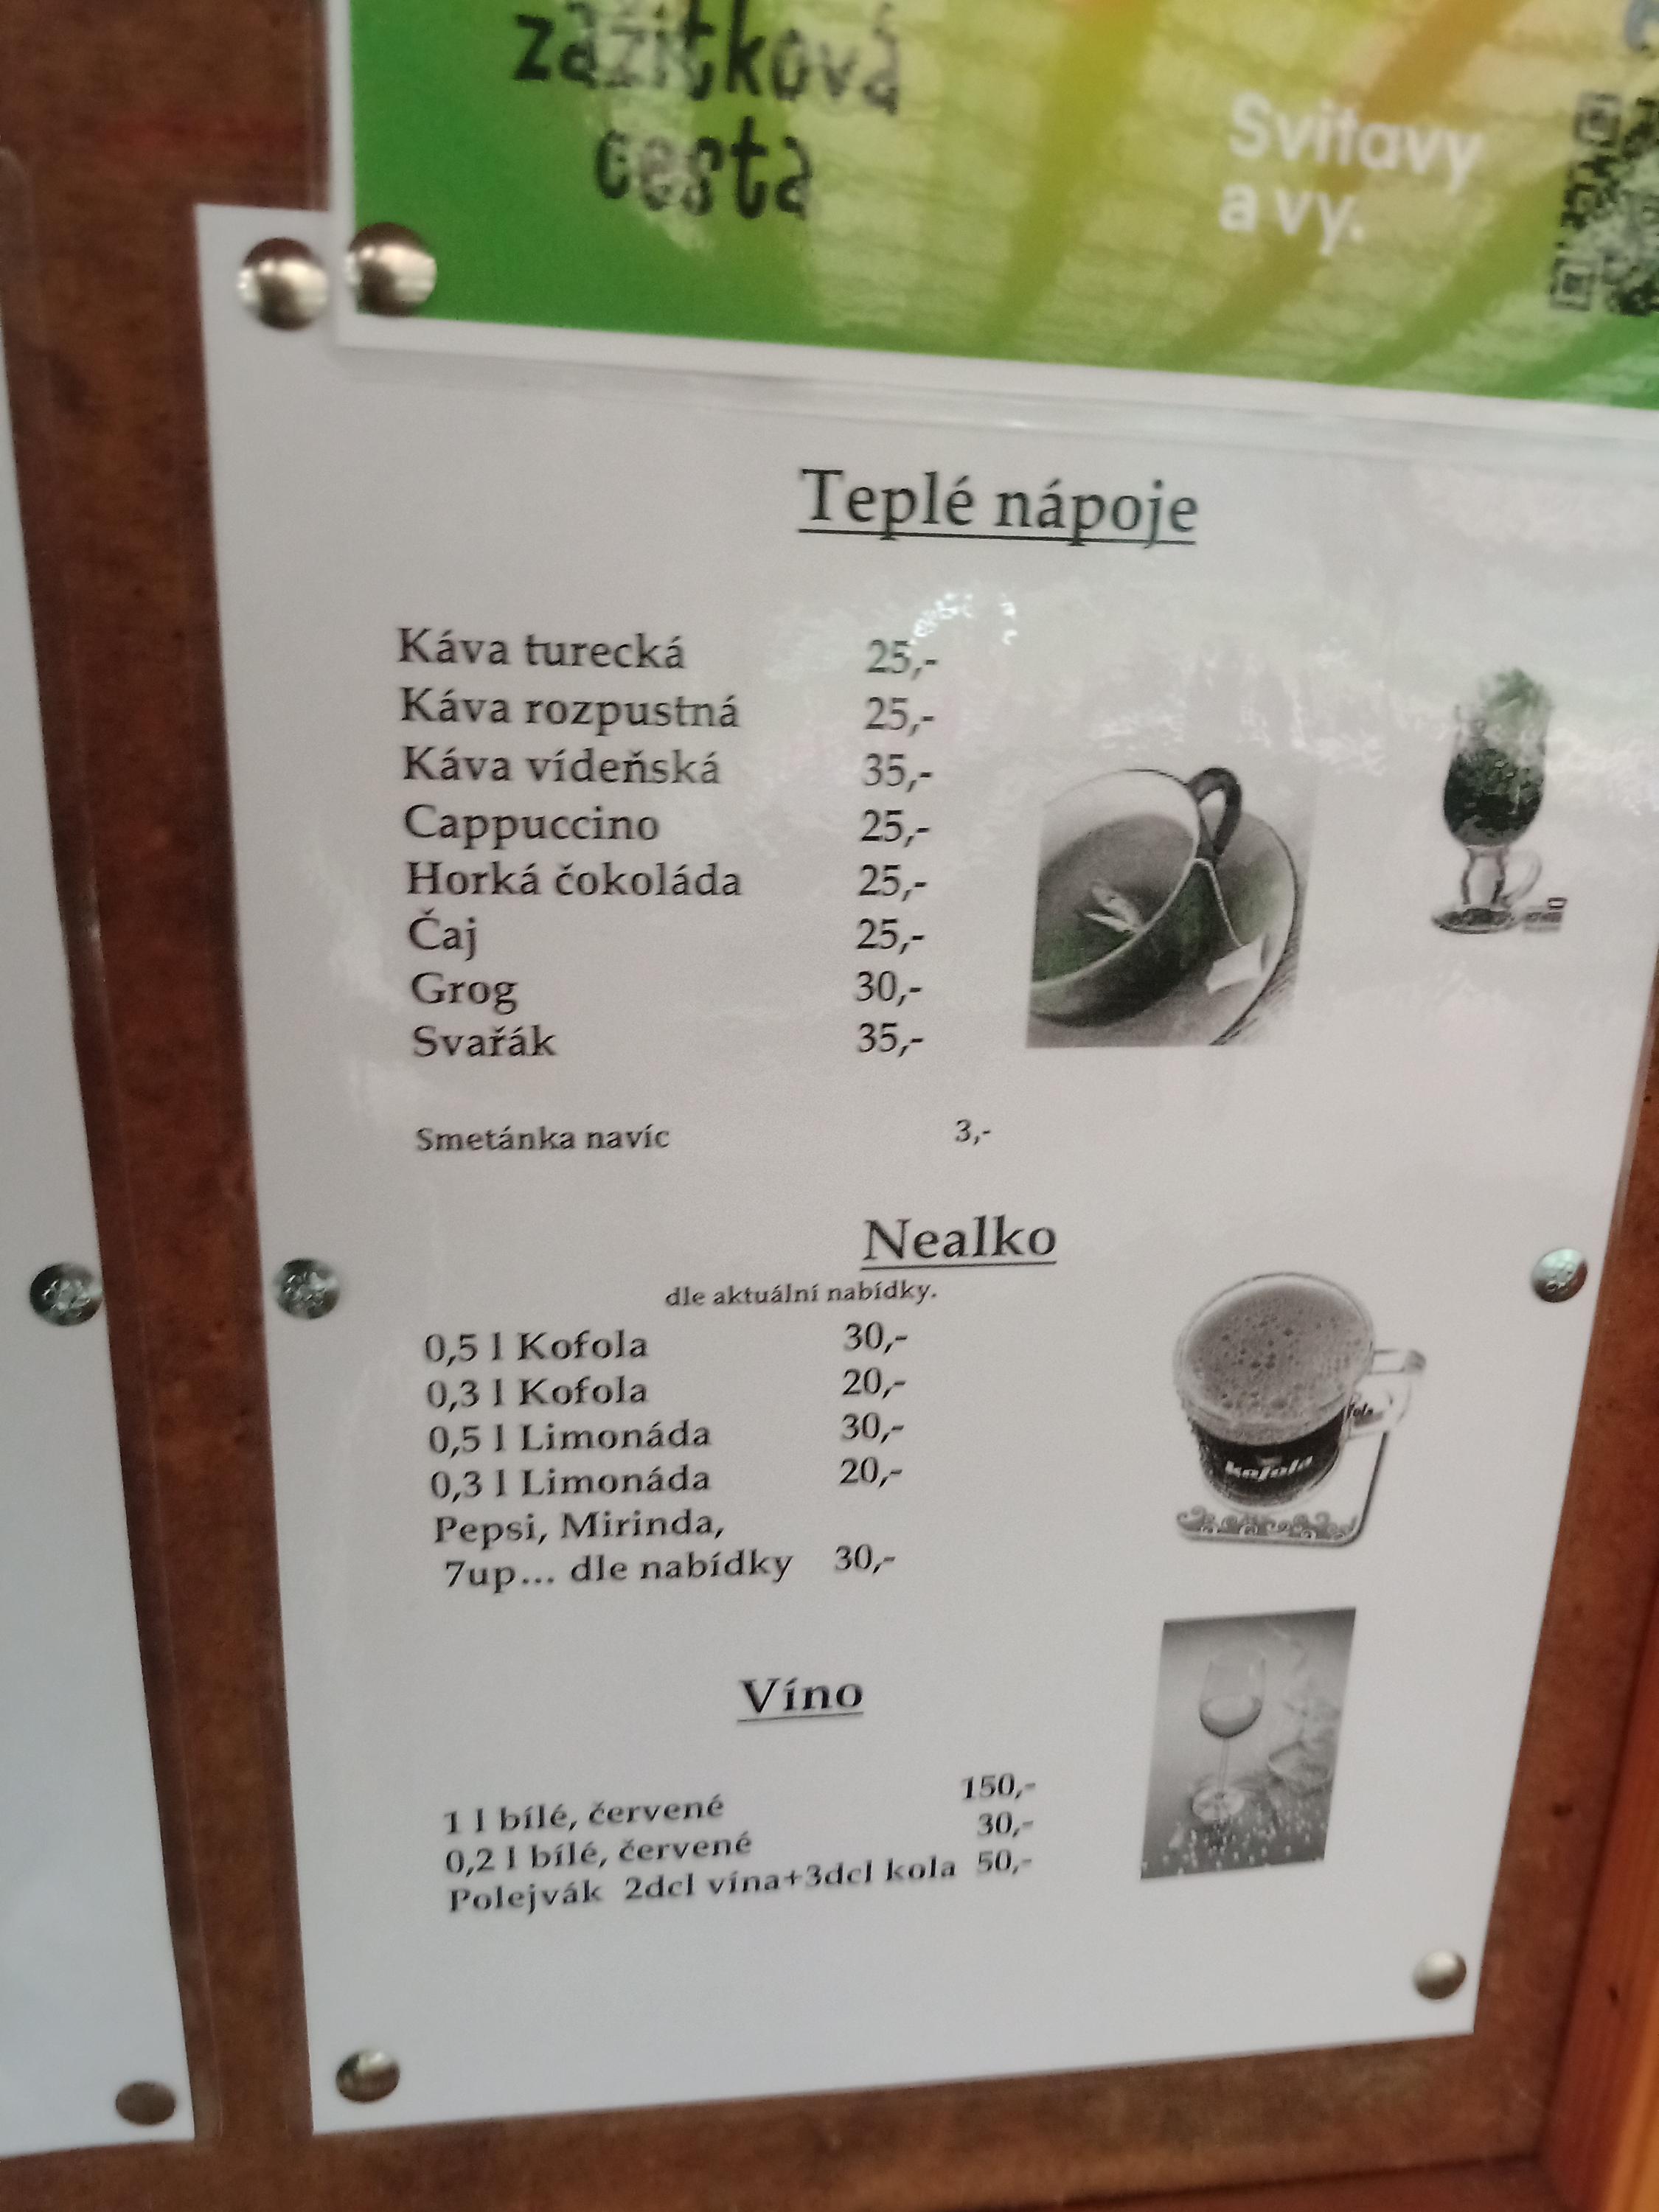 zážitková
cesta
Svitavy
a vy.
Teplé nápoje
Káva turecká 25,-
Káva rozpustná 25,-
Káva vídeňská 35,-
Cappuccino 25,-
Horká čokoláda 25,-
Čaj 25,-
Grog 30,-
Svařák 35,-
Smetánka navíc 3,-
Nealko
dle aktuální nabídky.
0,5 l Kofola 30,-
0,3 l Kofola 20,-
0,5 l Limonáda 30,-
0,3 l Limonáda 20,-
Pepsi, Mirinda,
7up... dle nabídky 30,-
kofola
Víno
1 l bílé, červené 150,-
0,2 l bílé, červené 30,-
Polejvák 2dcl vína+3dcl kola 50,-